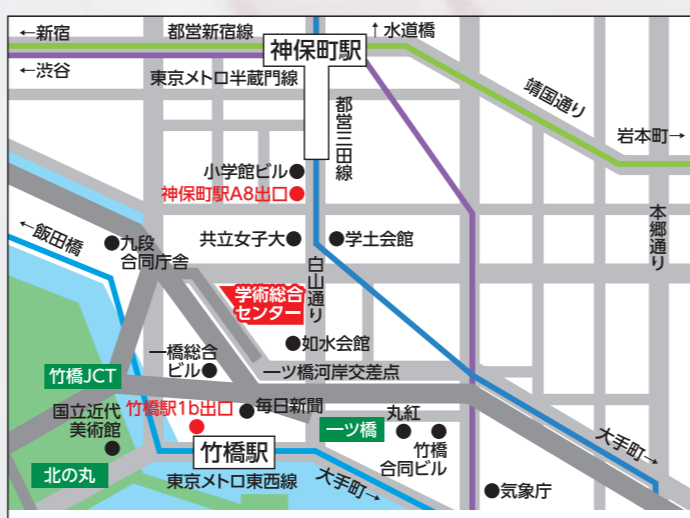 ←新宿
都営新宿線
↑水道橋
神保町駅
←渋谷
東京メトロ半蔵門線
都営三田線
靖国通り
岩本町→
小学館ビル
神保町駅A8出口
本郷通り
←飯田橋
九段
合同庁舎
共立女子大
学士会館
白山通り
学術総合
センター
如水会館
一橋総合
ビル
一ツ橋河岸交差点
竹橋JCT
竹橋駅1b出口
毎日新聞
国立近代
美術館
一ツ橋
丸紅
竹橋
合同ビル
大手町→
竹橋駅
北の丸
東京メトロ東西線
大手町→
気象庁